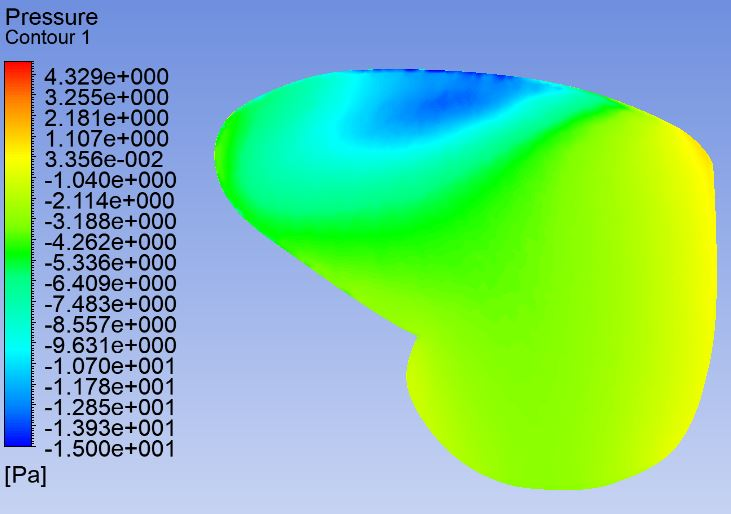 Pressure
Contour 1
4.329e+000
3.255e+000
2.181e+000
1.107e+000
3.356e-002
-1.040e+000
-2.114e+000
-3.188e+000
-4.262e+000
-5.336e+000
-6.409e+000
-7.483e+000
-8.557e+000
-9.631e+000
-1.070e+001
-1.178e+001
-1.285e+001
-1.393e+001
-1.500e+001
[Pa]